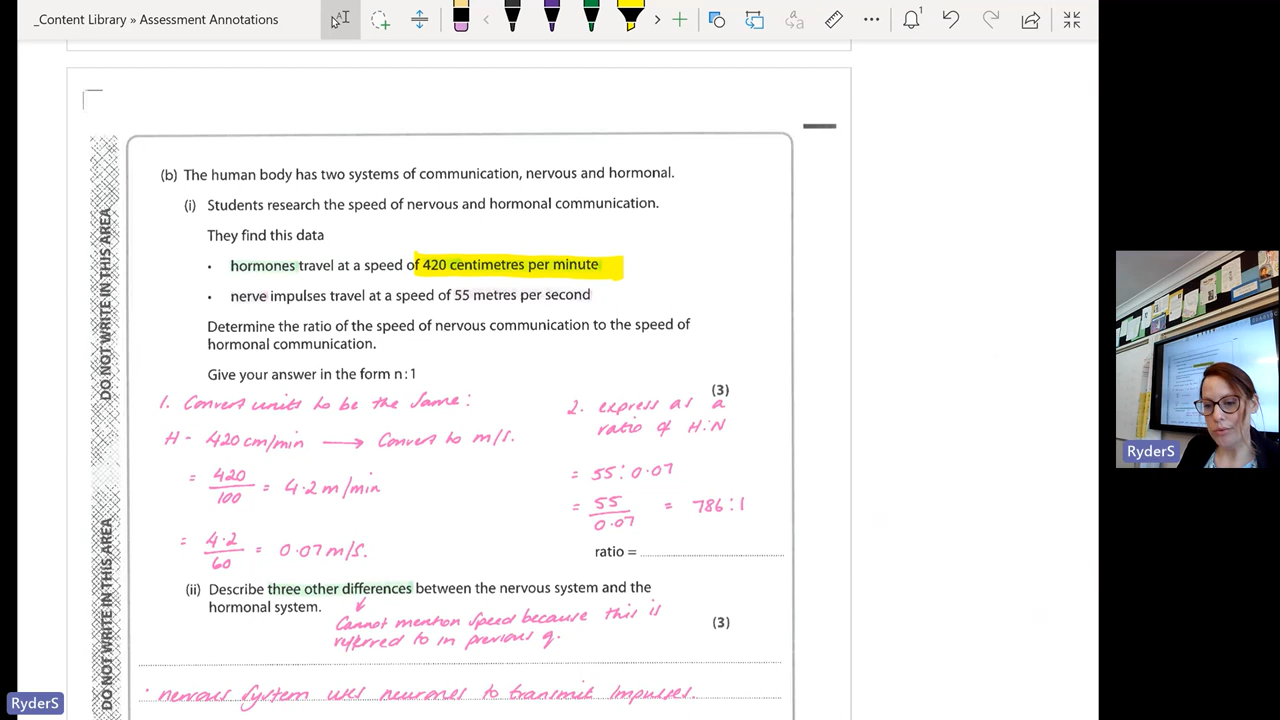 _Content Library » Assessment Annotations
DO NOT WRITE IN THIS AREA
(b) The human body has two systems of communication, nervous and hormonal.
(i) Students research the speed of nervous and hormonal communication.
They find this data
• hormones travel at a speed of 420 centimetres per minute
• nerve impulses travel at a speed of 55 metres per second
Determine the ratio of the speed of nervous communication to the speed of
hormonal communication.
Give your answer in the form n : 1
(3)
1. Convert units to be the same:
H - 420 cm/min → Convert to m/s.
= 420/100 = 4.2 m/min
= 4.2/60 = 0.07 m/s.
2. express as a
ratio of H:N
= 55 : 0.07
= 55/0.07 = 786 : 1
ratio =
DO NOT WRITE IN THIS AREA
(ii) Describe three other differences between the nervous system and the
hormonal system.
Cannot mention speed because this is
referred to in previous q.
(3)
• nervous system uses neurones to transmit impulses.
RyderS
RyderS